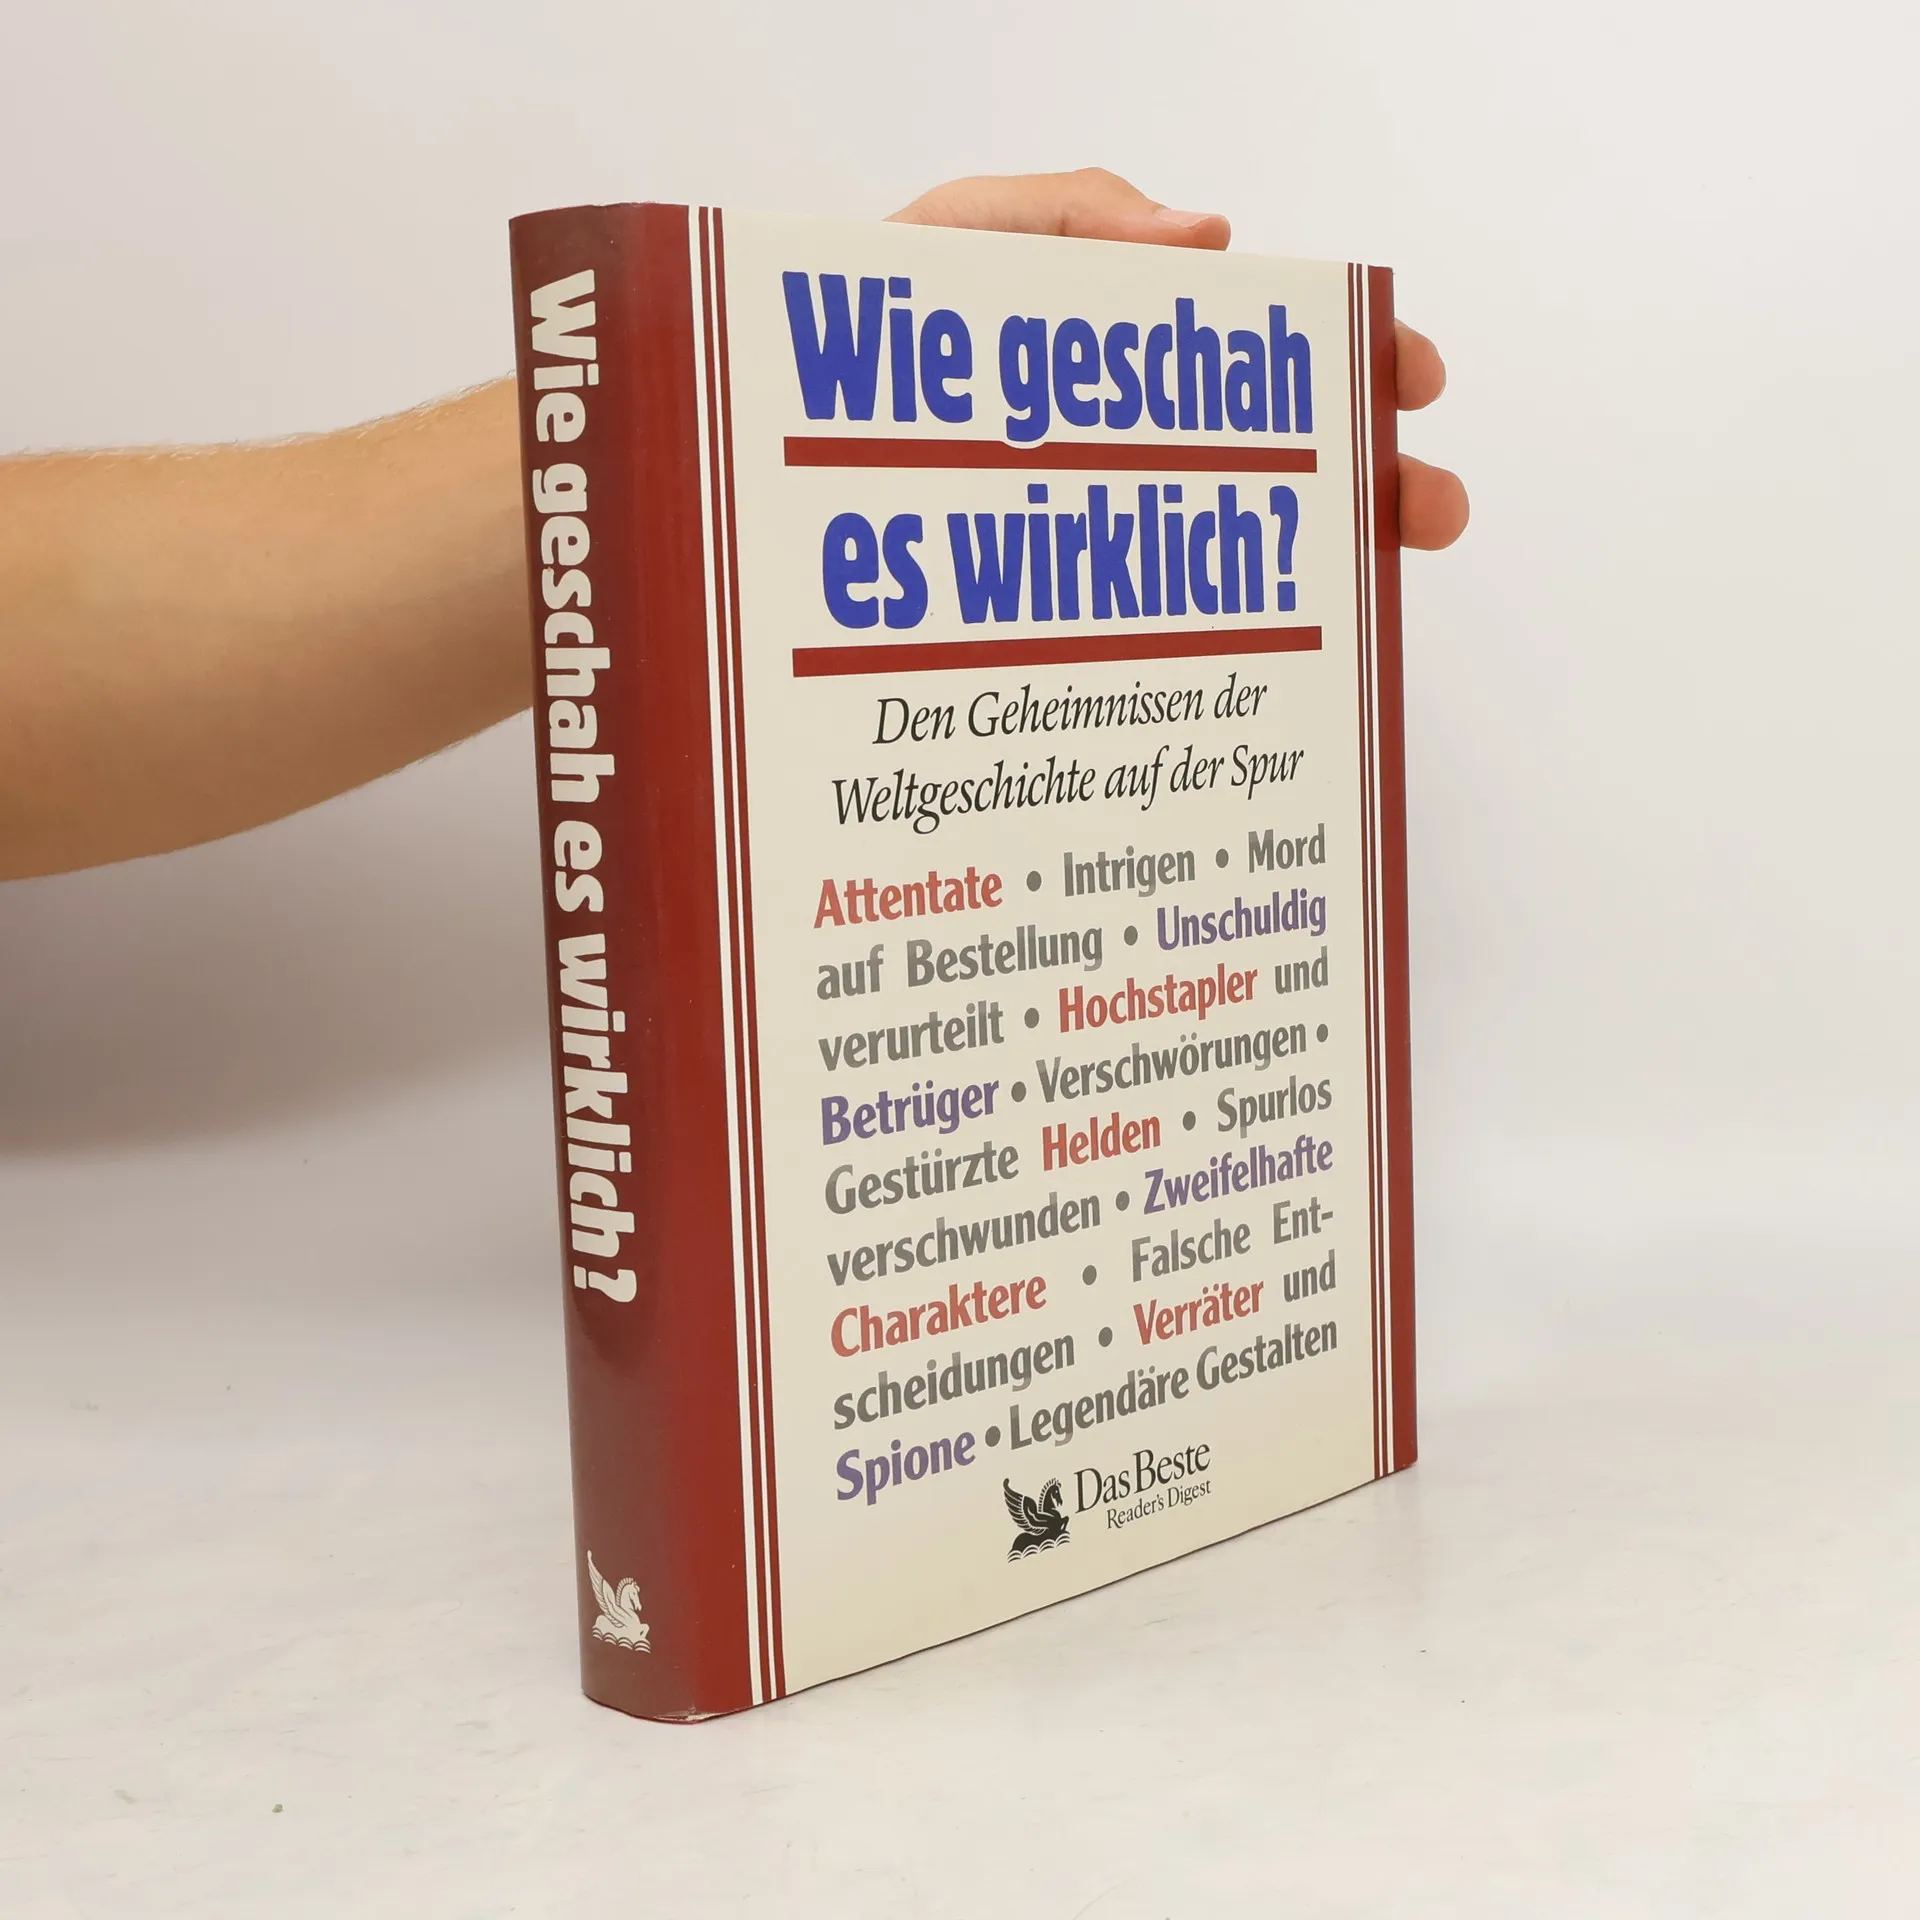 Wie geschah es wirklich?
Wie geschah
es wirklich?
Den Geheimnissen der
Weltgeschichte auf der Spur
Attentate • Intrigen • Mord
auf Bestellung • Unschuldig
verurteilt • Hochstapler und
Betrüger • Verschwörungen •
Gestürzte Helden • Spurlos
verschwunden • Zweifelhafte
Charaktere • Falsche Ent-
scheidungen • Verräter und
Spione • Legendäre Gestalten
Das Beste
Reader's Digest